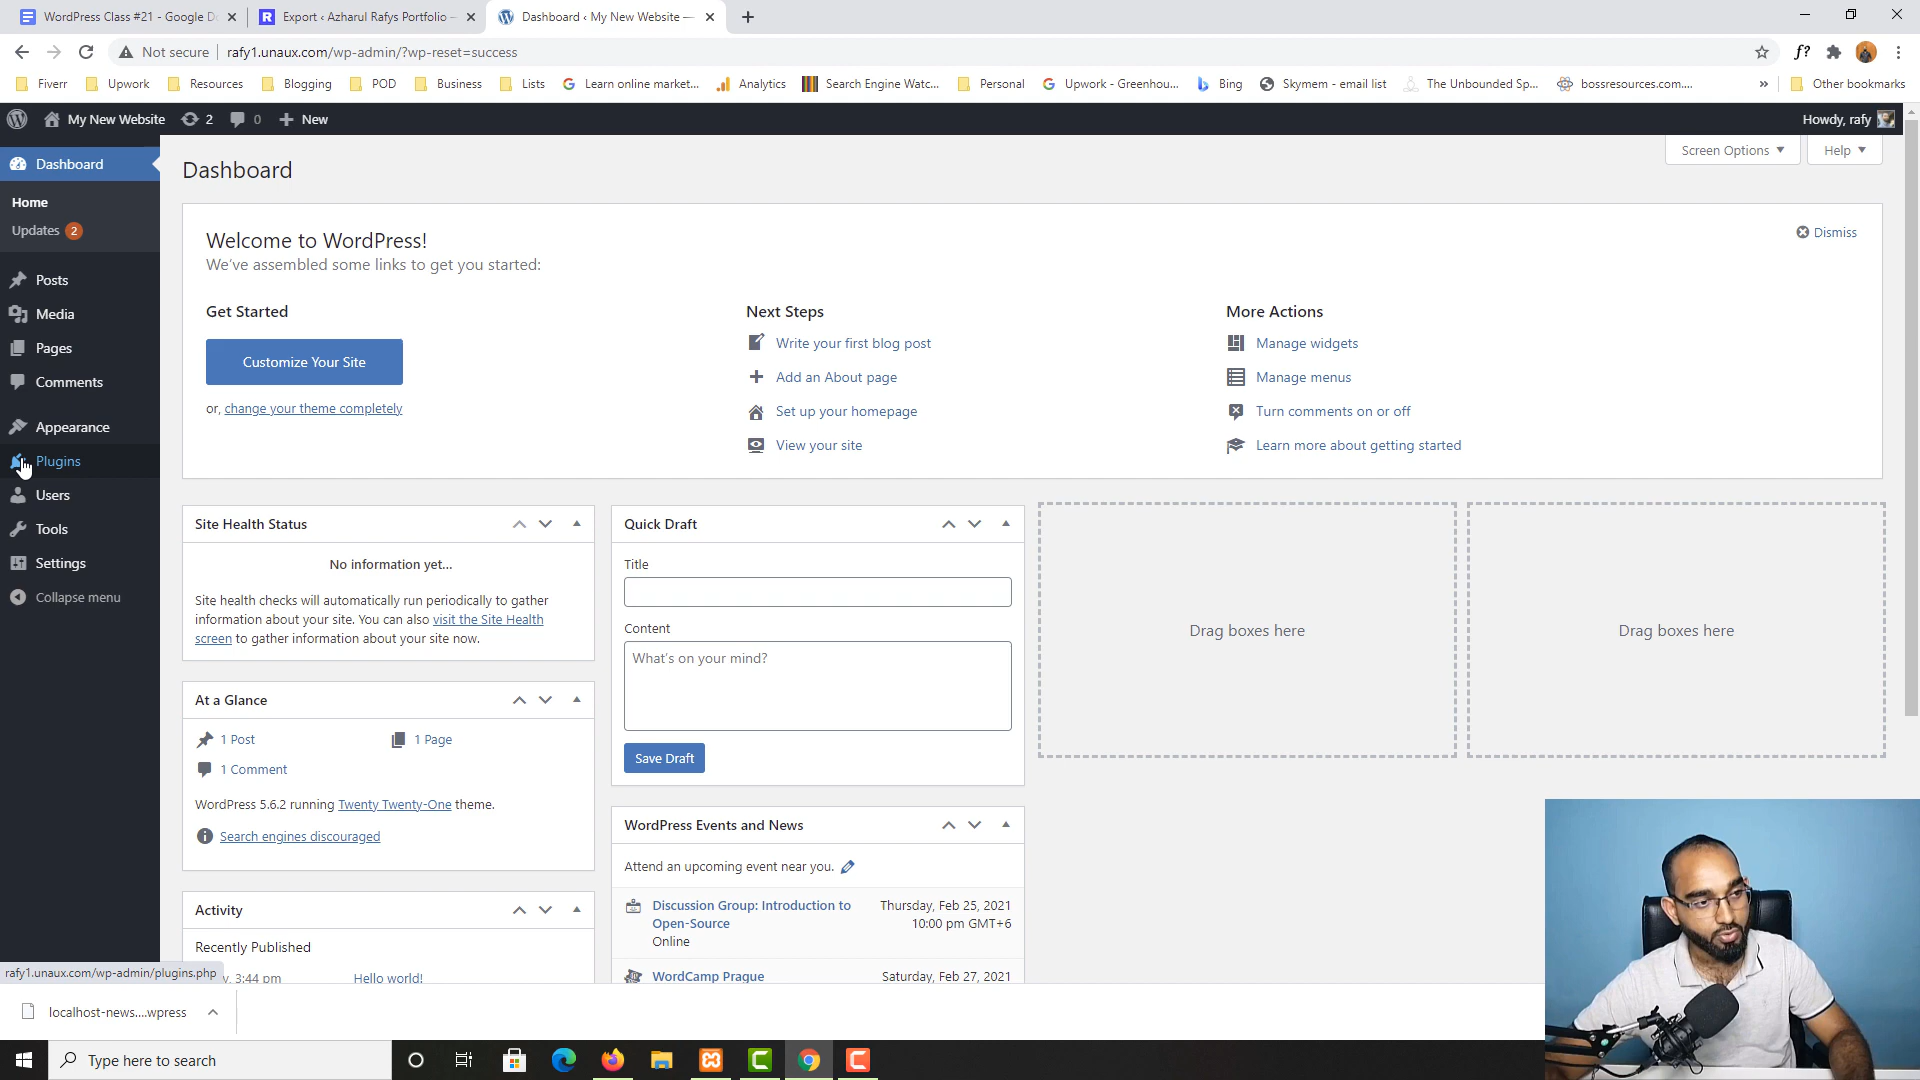 WordPress Class #21 - Google Do
Export ‹ Azharul Rafys Portfolio —
Dashboard ‹ My New Website —
Not secure
rafy1.unaux.com/wp-admin/?wp-reset=success
f?
Fiverr
Upwork
Resources
Blogging
POD
Business
Lists
Learn online market...
Analytics
Search Engine Watc...
Personal
Upwork - Greenhou...
Bing
Skymem - email list
The Unbounded Sp...
bossresources.com....
»
Other bookmarks
My New Website
2
0
New
Howdy, rafy
Dashboard
Home
Updates 2
Posts
Media
Pages
Comments
Appearance
Plugins
Users
Tools
Settings
Collapse menu
Screen Options
Help
Dashboard
Welcome to WordPress!
We've assembled some links to get you started:
Dismiss
Get Started
Customize Your Site
or, change your theme completely
Next Steps
Write your first blog post
Add an About page
Set up your homepage
View your site
More Actions
Manage widgets
Manage menus
Turn comments on or off
Learn more about getting started
Site Health Status
No information yet...
Site health checks will automatically run periodically to gather
information about your site. You can also visit the Site Health
screen to gather information about your site now.
At a Glance
1 Post
1 Page
1 Comment
WordPress 5.6.2 running Twenty Twenty-One theme.
Search engines discouraged
Activity
Recently Published
y, 3:44 pm
Hello world!
Quick Draft
Title
Content
What's on your mind?
Save Draft
WordPress Events and News
Attend an upcoming event near you.
Discussion Group: Introduction to
Open-Source
Online
Thursday, Feb 25, 2021
10:00 pm GMT+6
WordCamp Prague
Saturday, Feb 27, 2021
Drag boxes here
Drag boxes here
rafy1.unaux.com/wp-admin/plugins.php
localhost-news....wpress
Type here to search